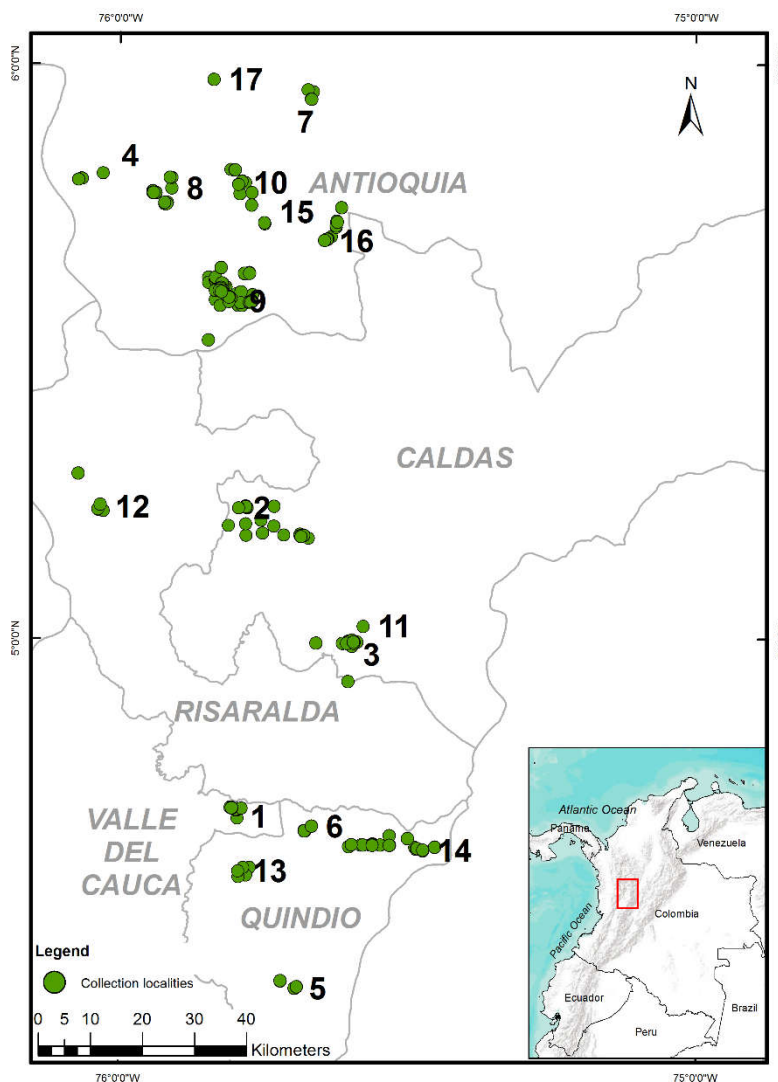 76°0'0"W
75°0'0"W
6°0'0"N
17
7
N
4
8
10
ANTIOQUIA
15
16
9
CALDAS
12
2
11
5°0'0"N
3
RISARALDA
1
VALLE
DEL
CAUCA
6
14
13
QUINDIO
5
Legend
Collection localities
0 5 10 20 30 40
Kilometers
Atlantic Ocean
Panama
Venezuela
Pacific Ocean
Colombia
Ecuador
Peru
Brazil
76°0'0"W
75°0'0"W